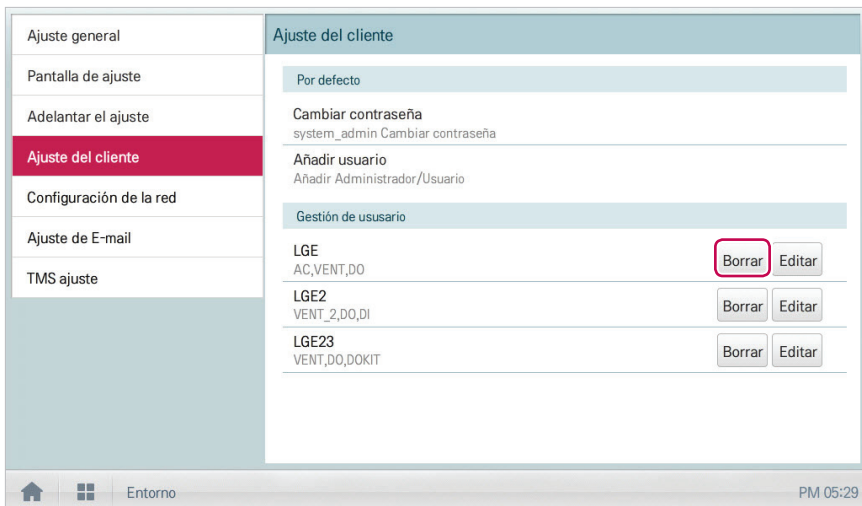 Ajuste general
Pantalla de ajuste
Adelantar el ajuste
Ajuste del cliente
Configuración de la red
Ajuste de E-mail
TMS ajuste
Ajuste del cliente
Por defecto
Cambiar contraseña
system_admin Cambiar contraseña
Añadir usuario
Añadir Administrador/Usuario
Gestión de ususario
LGE
AC,VENT,DO
Borrar Editar
LGE2
VENT_2,DO,DI
Borrar Editar
LGE23
VENT,DO,DOKIT
Borrar Editar
Entorno
PM 05:29